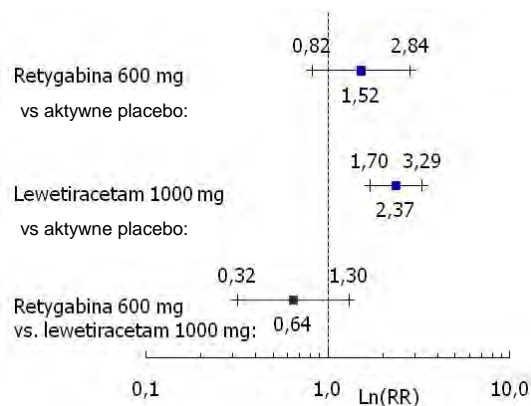 0,82 2,84
Retygabina 600 mg
1,52
vs aktywne placebo:
1,70 3,29
Lewetiracetam 1000 mg
2,37
vs aktywne placebo:
0,32 1,30
Retygabina 600 mg
0,64
vs. lewetiracetam 1000 mg:
0,1 1,0 10,0
Ln(RR)